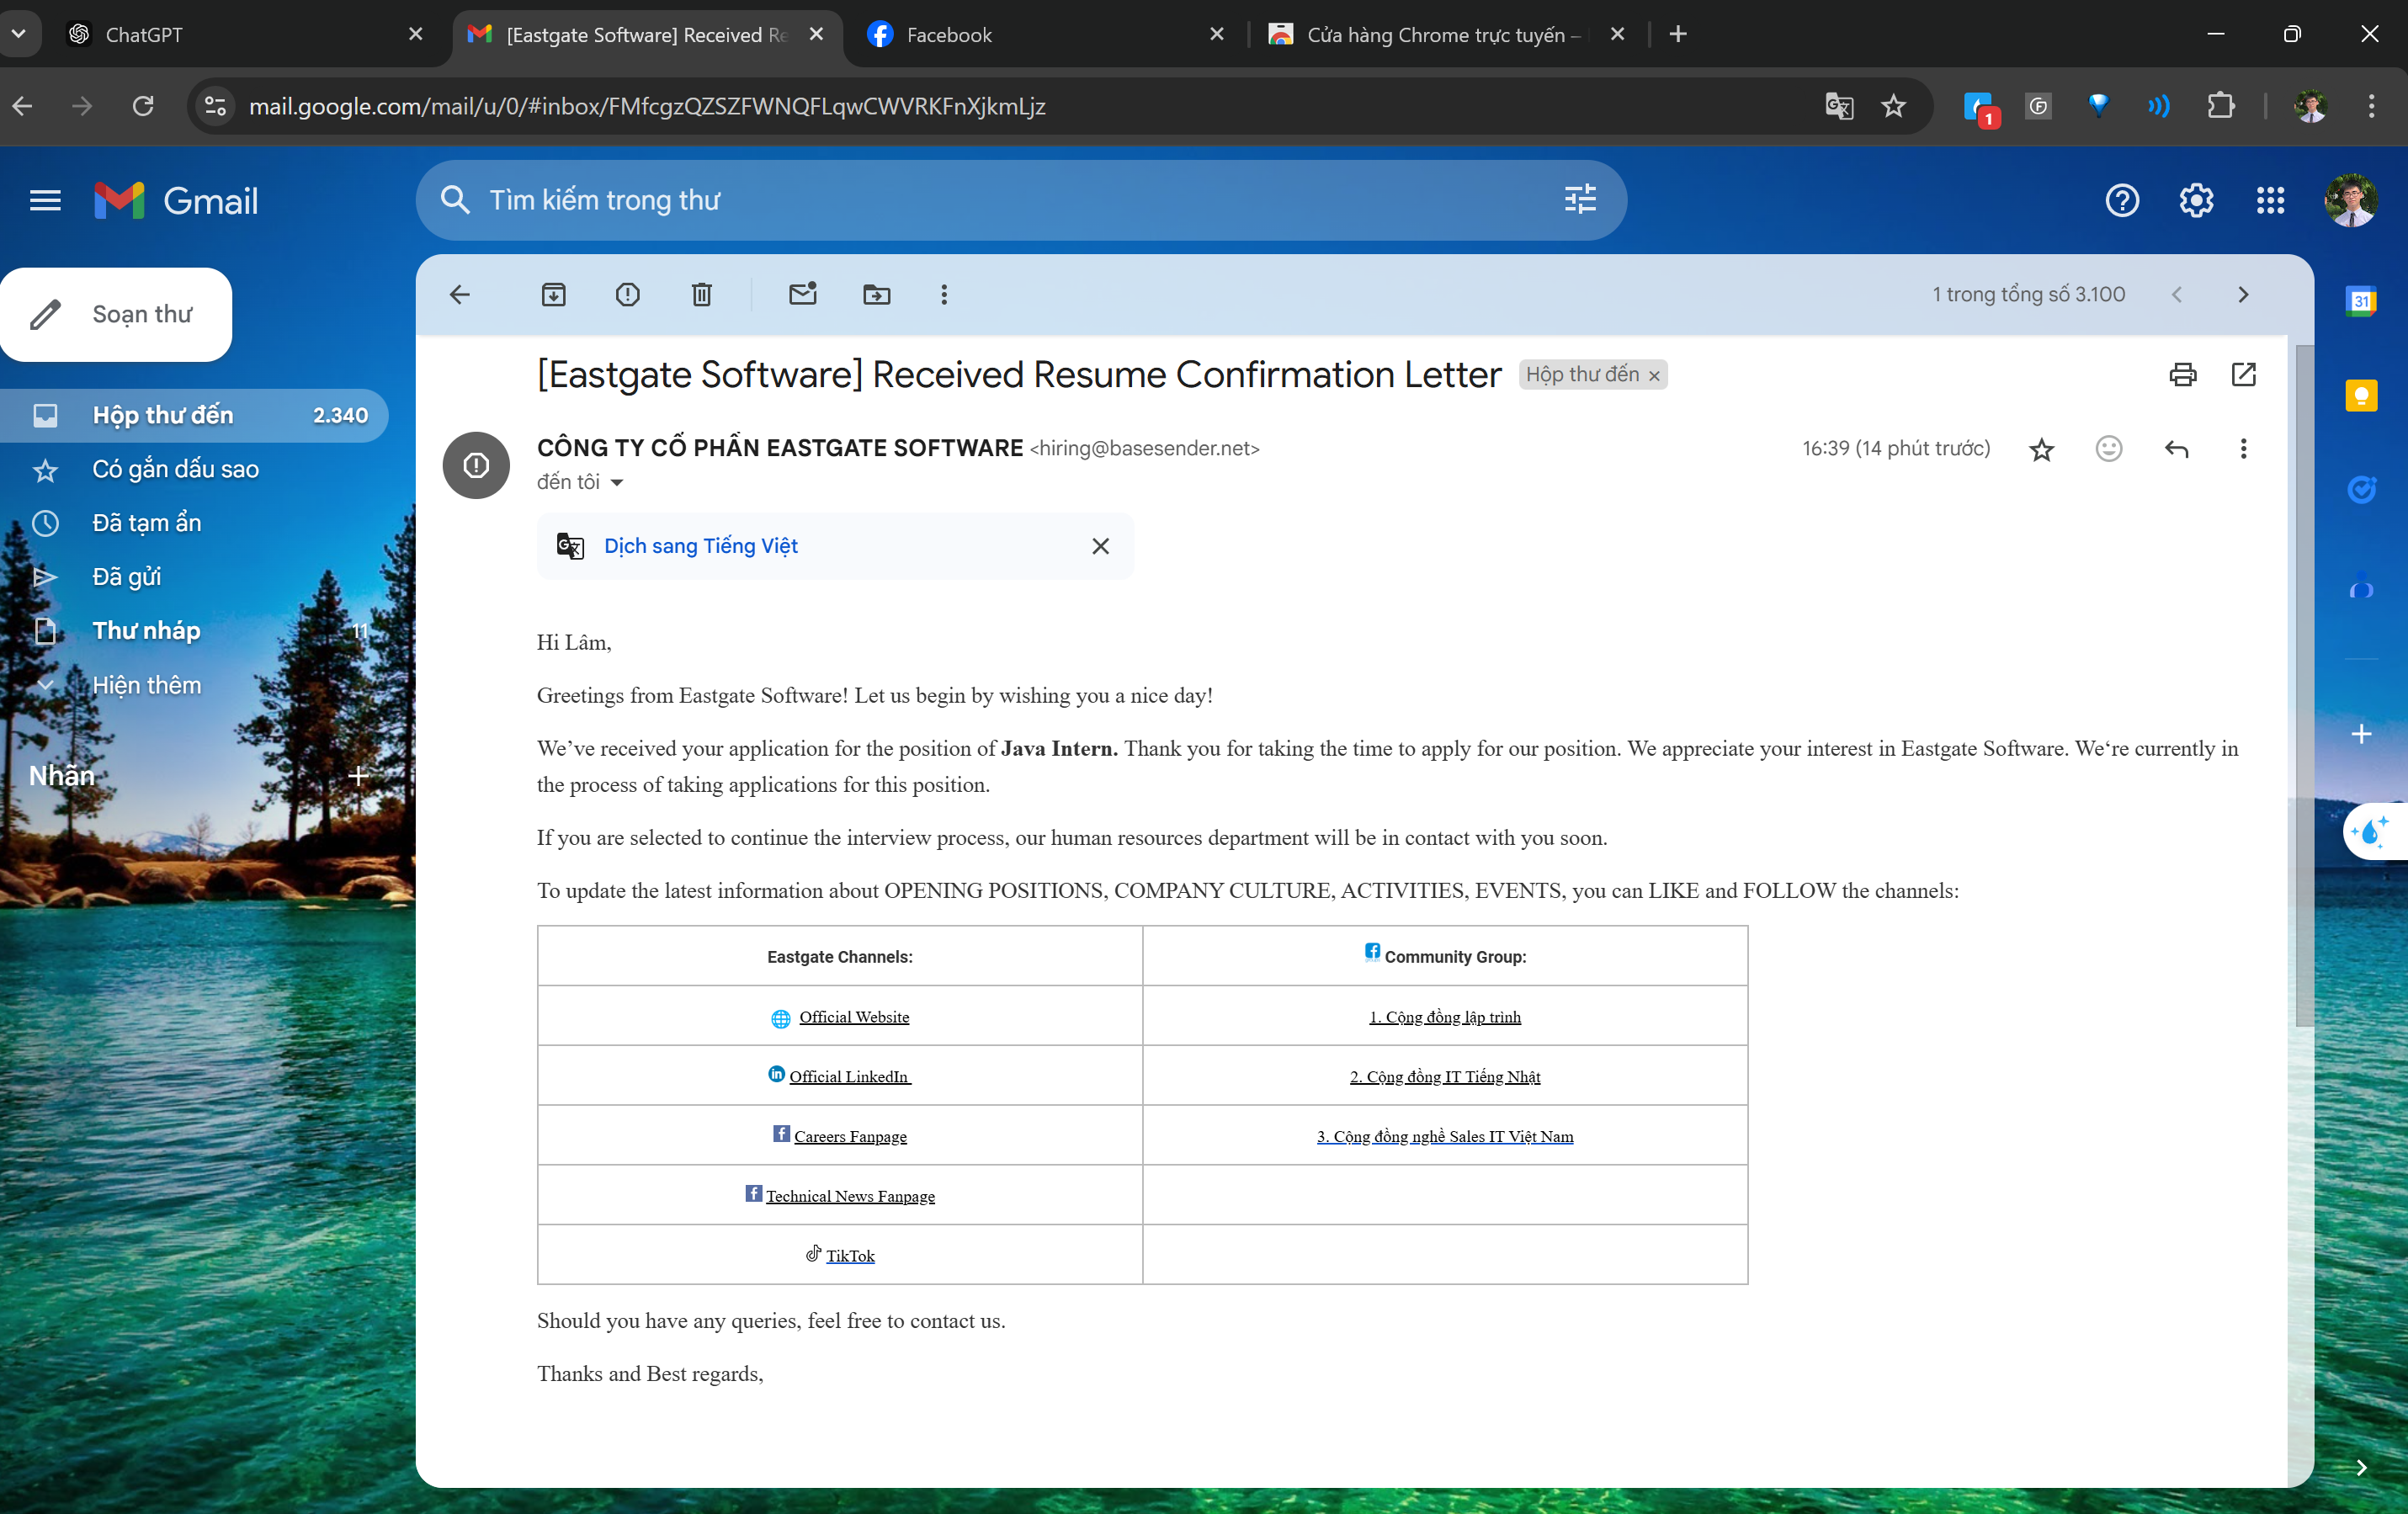 ChatGPT
[Eastgate Software] Received Re
Facebook
Cửa hàng Chrome trực tuyến –
mail.google.com/mail/u/0/#inbox/FMfcgzQZSZFWNQFLqwCWVRKFnXjkmLjz
1
Gmail
Tìm kiếm trong thư
Soạn thư
1 trong tổng số 3.100
31
Hộp thư đến 2.340
Có gắn dấu sao
Đã tạm ẩn
Đã gửi
Thư nháp 11
Hiện thêm
Nhãn
[Eastgate Software] Received Resume Confirmation Letter Hộp thư đến
CÔNG TY CỔ PHẦN EASTGATE SOFTWARE <hiring@basesender.net>
16:39 (14 phút trước)
đến tôi
Dịch sang Tiếng Việt
Hi Lâm,
Greetings from Eastgate Software! Let us begin by wishing you a nice day!
We’ve received your application for the position of Java Intern. Thank you for taking the time to apply for our position. We appreciate your interest in Eastgate Software. We‘re currently in
the process of taking applications for this position.
If you are selected to continue the interview process, our human resources department will be in contact with you soon.
To update the latest information about OPENING POSITIONS, COMPANY CULTURE, ACTIVITIES, EVENTS, you can LIKE and FOLLOW the channels:
Eastgate Channels: Community Group:
Official Website 1. Cộng đồng lập trình
Official LinkedIn 2. Cộng đồng IT Tiếng Nhật
Careers Fanpage 3. Cộng đồng nghề Sales IT Việt Nam
Technical News Fanpage
TikTok
Should you have any queries, feel free to contact us.
Thanks and Best regards,